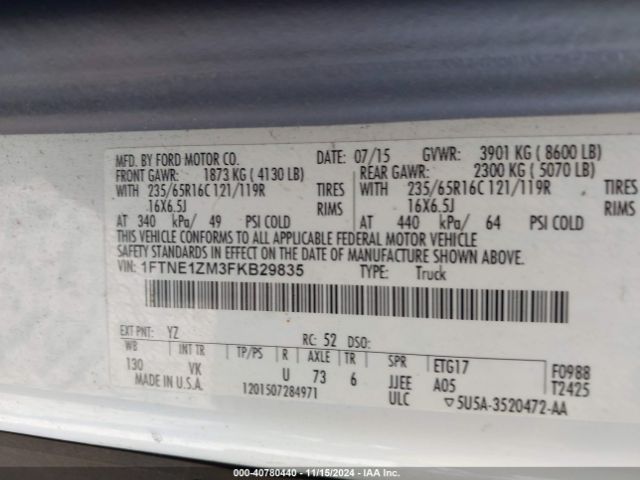 MFD. BY FORD MOTOR CO. DATE: 07/15 GVWR: 3901 KG ( 8600 LB)
FRONT GAWR: 1873 KG ( 4130 LB) REAR GAWR: 2300 KG ( 5070 LB)
WITH 235/65R16C 121/119R TIRES WITH 235/65R16C 121/119R TIRES
16X6.5J RIMS 16X6.5J RIMS
AT 340 kPa/ 49 PSI COLD AT 440 kPa/ 64 PSI COLD
THIS VEHICLE CONFORMS TO ALL APPLICABLE FEDERAL MOTOR VEHICLE
SAFETY STANDARDS IN EFFECT ON THE DATE OF MANUFACTURE SHOWN ABOVE.
VIN: 1FTNE1ZM3FKB29835 TYPE: Truck
EXT PNT: YZ RC: 52 DSO:
WB INT TR TP/PS R AXLE TR SPR ETG17 F0988
130 VK U 73 6 JJEE A05 T2425
MADE IN U.S.A. 1201507284971 ULC ▽5U5A-3520472-AA
000-40780440 - 11/15/2024 - IAA Inc.